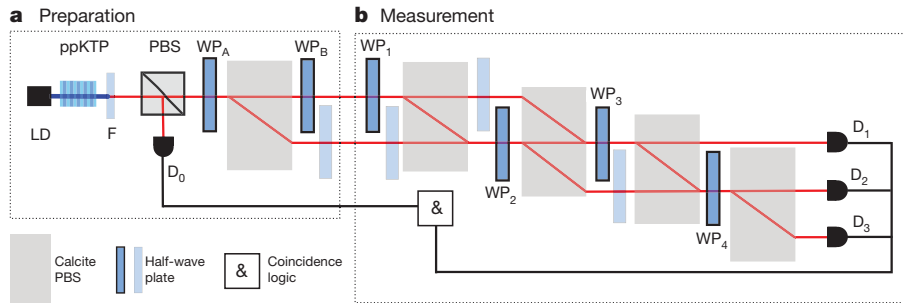 a Preparation
b Measurement
ppKTP
PBS
WPA
WPB
WP1
WP3
LD
F
D0
WP2
WP4
D1
D2
D3
&
Calcite
PBS
Half-wave
plate
&
Coincidence
logic